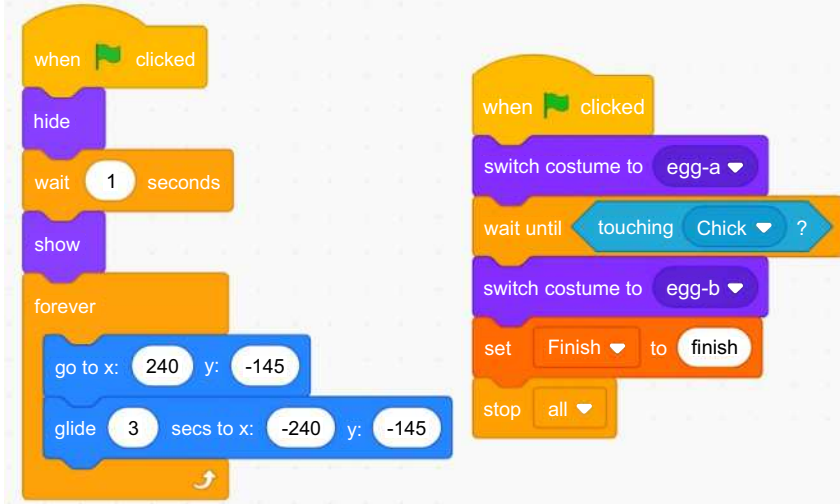 when clicked
hide
wait 1 seconds
show
forever
go to x: 240 y: -145
glide 3 secs to x: -240 y: -145
when clicked
switch costume to egg-a
wait until touching Chick ?
switch costume to egg-b
set Finish to finish
stop all